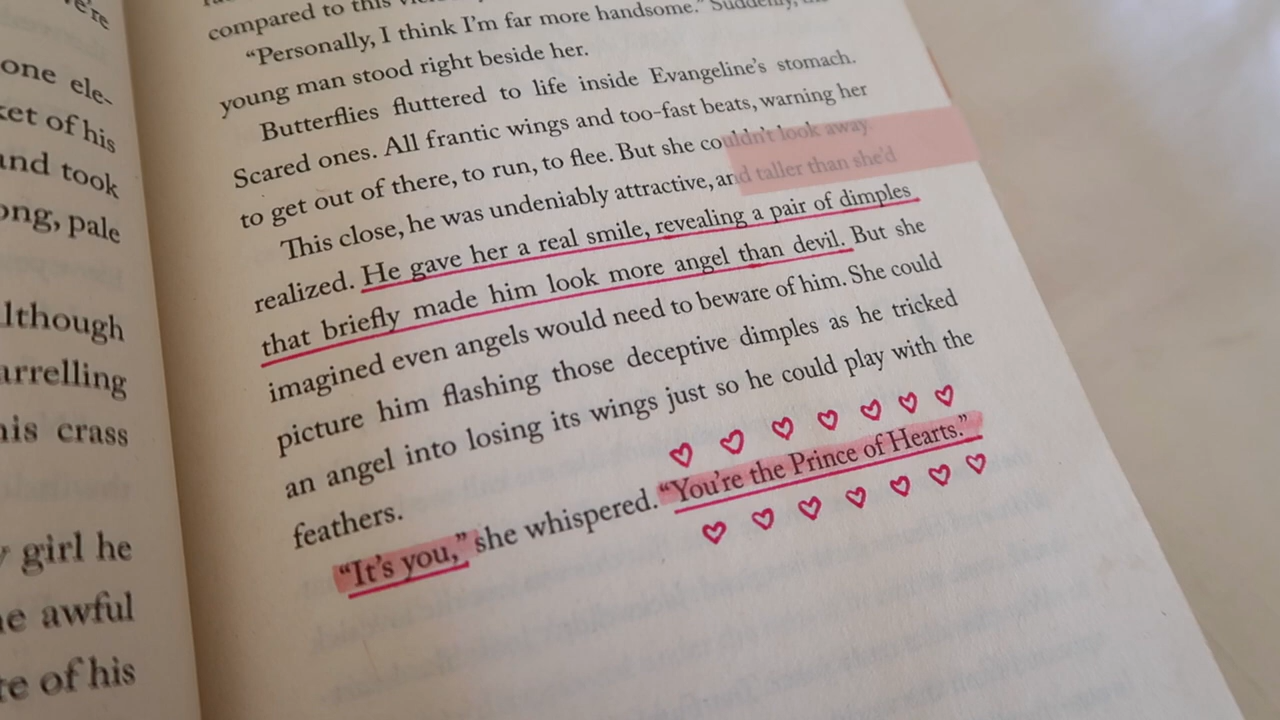 e're
one ele-
ket of his
and took
ong, pale
lthough
arrelling
his crass
y girl he
ne awful
te of his
compared to this
"Personally, I think I'm far more handsome." Suddenly, the
young man stood right beside her.
Butterflies fluttered to life inside Evangeline's stomach.
Scared ones. All frantic wings and too-fast beats, warning her
to get out of there, to run, to flee. But she couldn't look away.
This close, he was undeniably attractive, and taller than she'd
realized. He gave her a real smile, revealing a pair of dimples
that briefly made him look more angel than devil. But she
imagined even angels would need to beware of him. She could
picture him flashing those deceptive dimples as he tricked
an angel into losing its wings just so he could play with the
feathers.
"It's you," she whispered. "You're the Prince of Hearts."